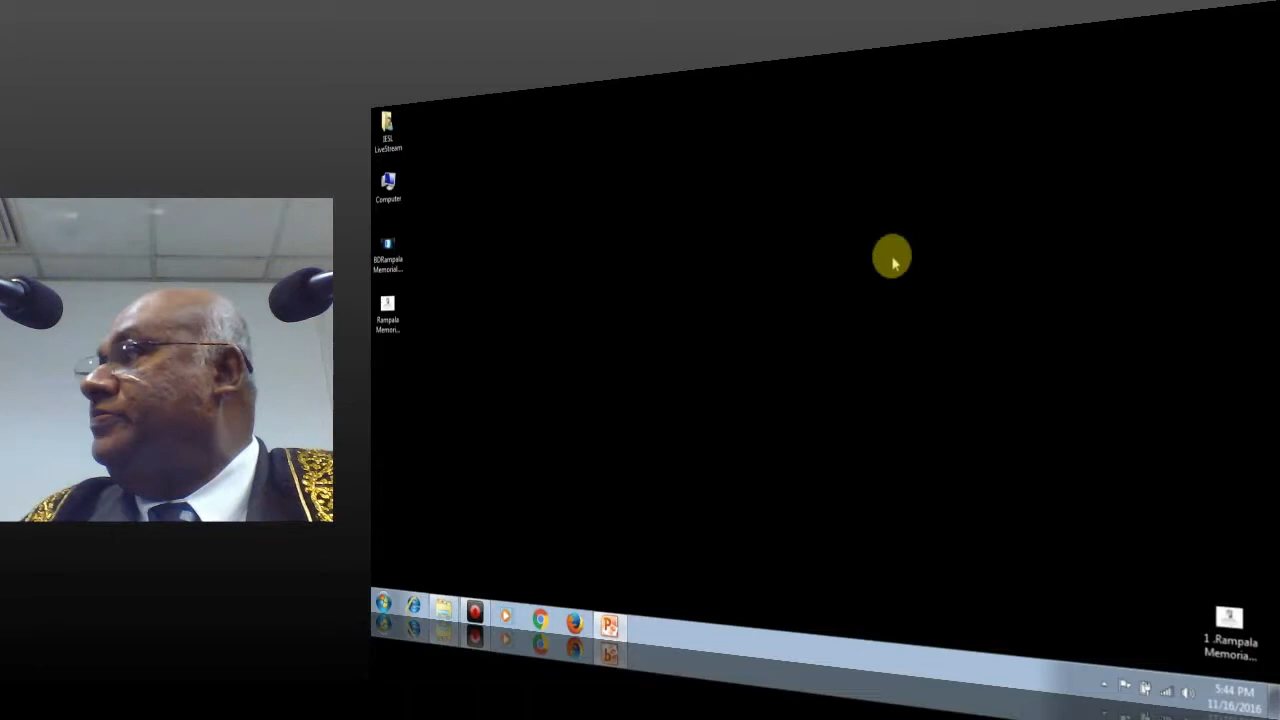 IESL
LiveStream
Computer
BDRampala
Memorial...
Rampala
Memori...
1 .Rampala
Memoria...
5:44 PM
11/16/2016